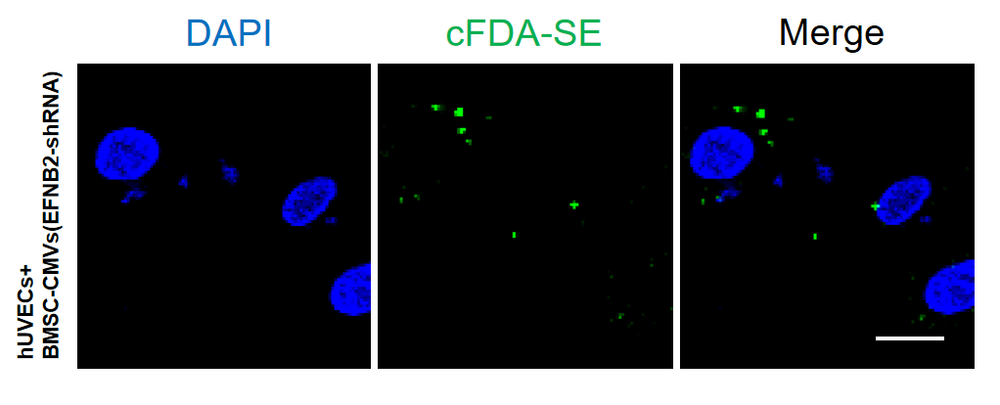 DAPI
cFDA-SE
Merge
hUVECs+
BMSC-CMVs(EFNB2-shRNA)